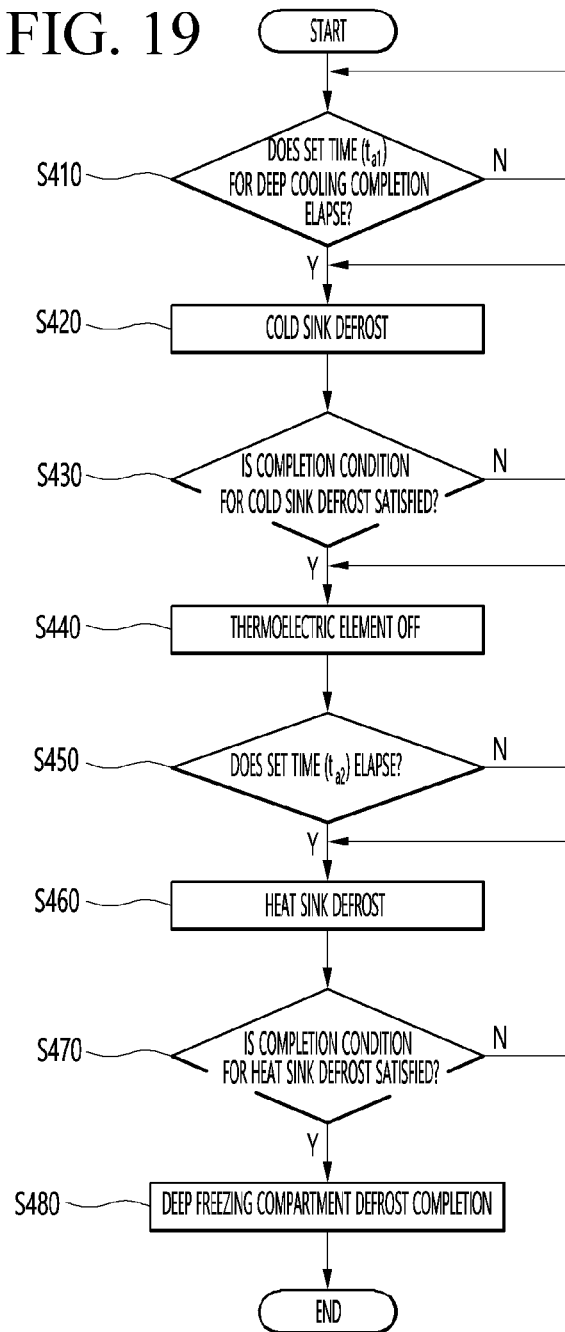 FIG. 19
START
S410
DOES SET TIME (ta1)
FOR DEEP COOLING COMPLETION
ELAPSE?
N
Y
S420
COLD SINK DEFROST
S430
IS COMPLETION CONDITION
FOR COLD SINK DEFROST SATISFIED?
N
Y
S440
THERMOELECTRIC ELEMENT OFF
S450
DOES SET TIME (ta2) ELAPSE?
N
Y
S460
HEAT SINK DEFROST
S470
IS COMPLETION CONDITION
FOR HEAT SINK DEFROST SATISFIED?
N
Y
S480
DEEP FREEZING COMPARTMENT DEFROST COMPLETION
END